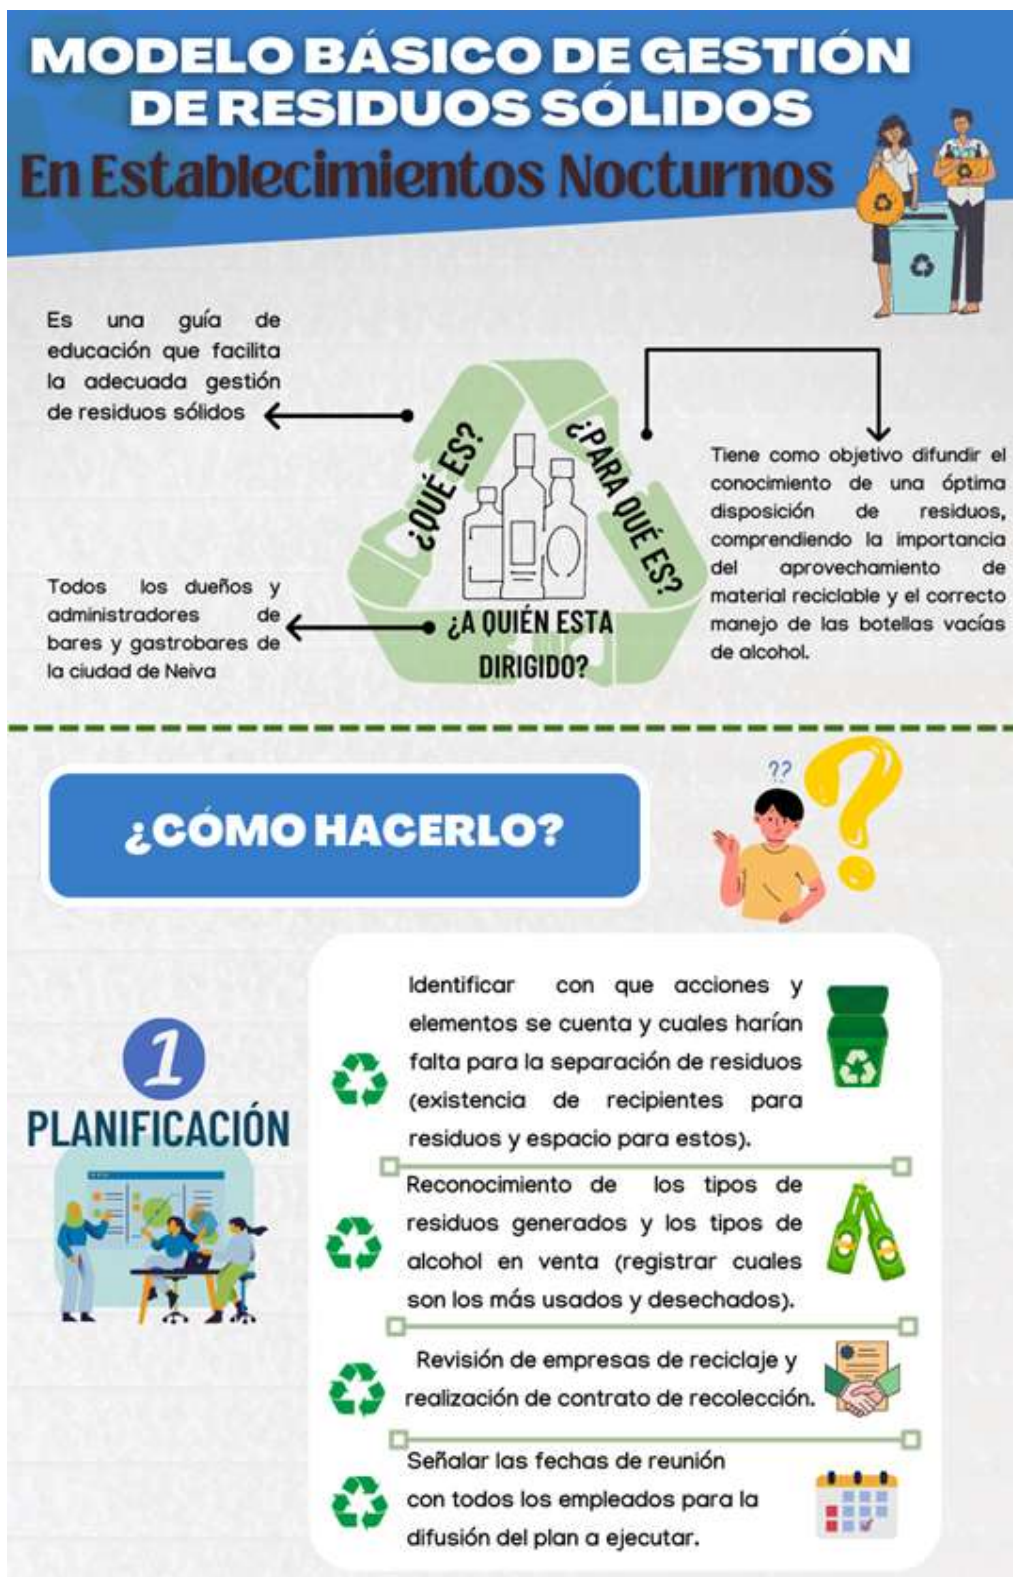 MODELO BÁSICO DE GESTIÓN
DE RESIDUOS SÓLIDOS
En Establecimientos Nocturnos
Es una guía de
educación que facilita
la adecuada gestión
de residuos sólidos
¿QUÉ ES?
¿PARA QUÉ ES?
Tiene como objetivo difundir el
conocimiento de una óptima
disposición de residuos,
comprendiendo la importancia
del aprovechamiento de
material reciclable y el correcto
manejo de las botellas vacías
de alcohol.
Todos los dueños y
administradores de
bares y gastrobares de
la ciudad de Neiva
¿A QUIÉN ESTA
DIRIGIDO?
¿CÓMO HACERLO?
??
1
PLANIFICACIÓN
Identificar con que acciones y
elementos se cuenta y cuales harían
falta para la separación de residuos
(existencia de recipientes para
residuos y espacio para estos).
Reconocimiento de los tipos de
residuos generados y los tipos de
alcohol en venta (registrar cuales
son los más usados y desechados).
Revisión de empresas de reciclaje y
realización de contrato de recolección.
Señalar las fechas de reunión
con todos los empleados para la
difusión del plan a ejecutar.